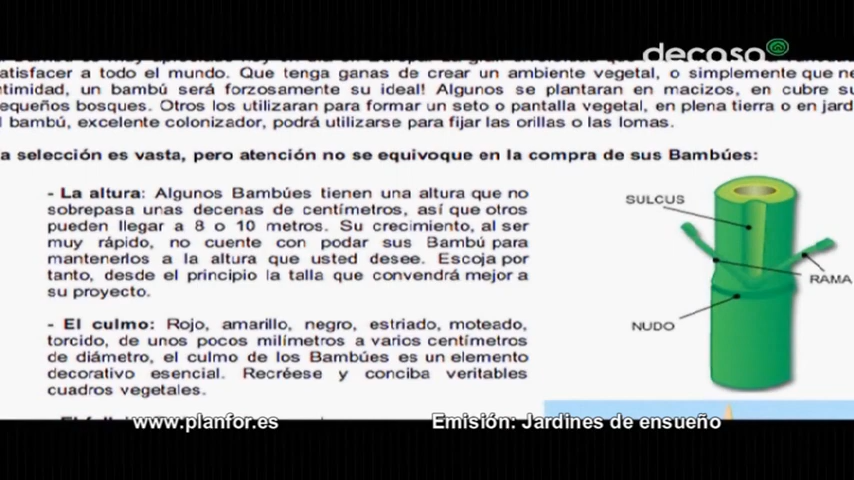 decasa
atisfacer a todo el mundo. Que tenga ganas de crear un ambiente vegetal, o simplemente que ne
ntimidad, un bambú será forzosamente su ideal! Algunos se plantaran en macizos, en cubre su
equeños bosques. Otros los utilizaran para formar un seto o pantalla vegetal, en plena tierra o en jard
l bambú, excelente colonizador, podrá utilizarse para fijar las orillas o las lomas.
a selección es vasta, pero atención no se equivoque en la compra de sus Bambúes:
- La altura: Algunos Bambúes tienen una altura que no
sobrepasa unas decenas de centímetros, así que otros
pueden llegar a 8 o 10 metros. Su crecimiento, al ser
muy rápido, no cuente con podar sus Bambú para
mantenerlos a la altura que usted desee. Escoja por
tanto, desde el principio la talla que convendrá mejor a
su proyecto.
- El culmo: Rojo, amarillo, negro, estriado, moteado,
torcido, de unos pocos milímetros a varios centímetros
de diámetro, el culmo de los Bambúes es un elemento
decorativo esencial. Recréese y conciba veritables
cuadros vegetales.
SULCUS
RAMA
NUDO
www.planfor.es
Emisión: Jardines de ensueño